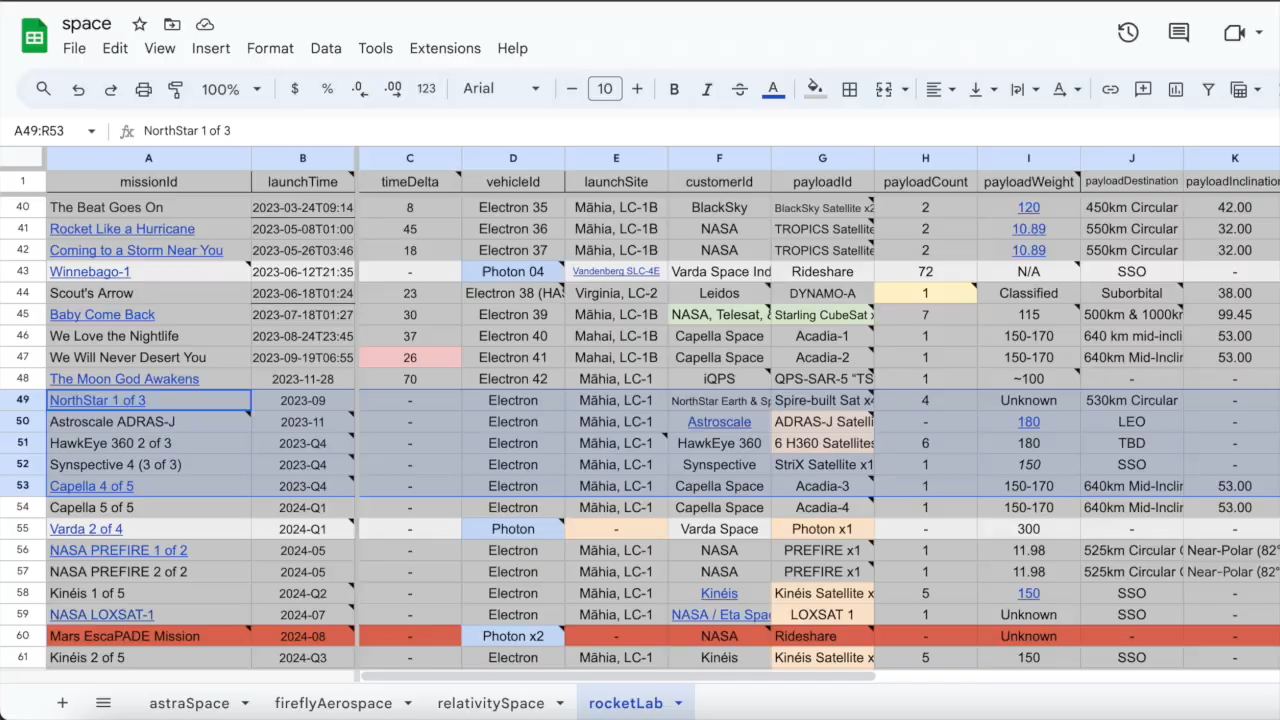 space
File Edit View Insert Format Data Tools Extensions Help
100% $ % .0 .00 123 Arial 10 B I A
A49:R53 fx NorthStar 1 of 3
A B C D E F G H I J K
1 missionId launchTime timeDelta vehicleId launchSite customerId payloadId payloadCount payloadWeight payloadDestination payloadInclination
40 The Beat Goes On 2023-03-24T09:14 8 Electron 35 Māhia, LC-1B BlackSky BlackSky Satellite x2 2 120 450km Circular 42.00
41 Rocket Like a Hurricane 2023-05-08T01:00 45 Electron 36 Māhia, LC-1B NASA TROPICS Satellite 2 10.89 550km Circular 32.00
42 Coming to a Storm Near You 2023-05-26T03:46 18 Electron 37 Māhia, LC-1B NASA TROPICS Satellite 2 10.89 550km Circular 32.00
43 Winnebago-1 2023-06-12T21:35 - Photon 04 Vandenberg SLC-4E Varda Space Ind Rideshare 72 N/A SSO -
44 Scout's Arrow 2023-06-18T01:24 23 Electron 38 (HAS Virginia, LC-2 Leidos DYNAMO-A 1 Classified Suborbital 38.00
45 Baby Come Back 2023-07-18T01:27 30 Electron 39 Māhia, LC-1B NASA, Telesat, Starling CubeSat x 7 115 500km & 1000k 99.45
46 We Love the Nightlife 2023-08-24T23:45 37 Electron 40 Mahai, LC-1B Capella Space Acadia-1 1 150-170 640 km mid-incli 53.00
47 We Will Never Desert You 2023-09-19T06:55 26 Electron 41 Mahai, LC-1B Capella Space Acadia-2 1 150-170 640km Mid-Inclin 53.00
48 The Moon God Awakens 2023-11-28 70 Electron 42 Māhia, LC-1 iQPS QPS-SAR-5 “TS 1 ~100 - -
49 NorthStar 1 of 3 2023-09 - Electron Māhia, LC-1 NorthStar Earth & Sp Spire-built Sat x4 4 Unknown 530km Circular -
50 Astroscale ADRAS-J 2023-11 - Electron Māhia, LC-1 Astroscale ADRAS-J Satelli - 180 LEO -
51 HawkEye 360 2 of 3 2023-Q4 - Electron Māhia, LC-1 HawkEye 360 6 H360 Satellites 6 180 TBD -
52 Synspective 4 (3 of 3) 2023-Q4 - Electron Māhia, LC-1 Synspective StriX Satellite x1 1 150 SSO -
53 Capella 4 of 5 2023-Q4 - Electron Māhia, LC-1 Capella Space Acadia-3 1 150-170 640km Mid-Inclin 53.00
54 Capella 5 of 5 2024-Q1 - Electron Māhia, LC-1 Capella Space Acadia-4 1 150-170 640km Mid-Inclin 53.00
55 Varda 2 of 4 2024-Q1 - Photon - Varda Space Photon x1 - 300 - -
56 NASA PREFIRE 1 of 2 2024-05 - Electron Māhia, LC-1 NASA PREFIRE x1 1 11.98 525km Circular Near-Polar (82°
57 NASA PREFIRE 2 of 2 2024-05 - Electron Māhia, LC-1 NASA PREFIRE x1 1 11.98 525km Circular Near-Polar (82°
58 Kinéis 1 of 5 2024-Q2 - Electron Māhia, LC-1 Kinéis Kinéis Satellite x 5 150 SSO -
59 NASA LOXSAT-1 2024-07 - Electron Māhia, LC-1 NASA / Eta Spa LOXSAT 1 1 Unknown SSO -
60 Mars EscaPADE Mission 2024-08 - Photon x2 - NASA Rideshare - Unknown - -
61 Kinéis 2 of 5 2024-Q3 - Electron Māhia, LC-1 Kinéis Kinéis Satellite x 5 150 SSO -
+ astraSpace fireflyAerospace relativitySpace rocketLab